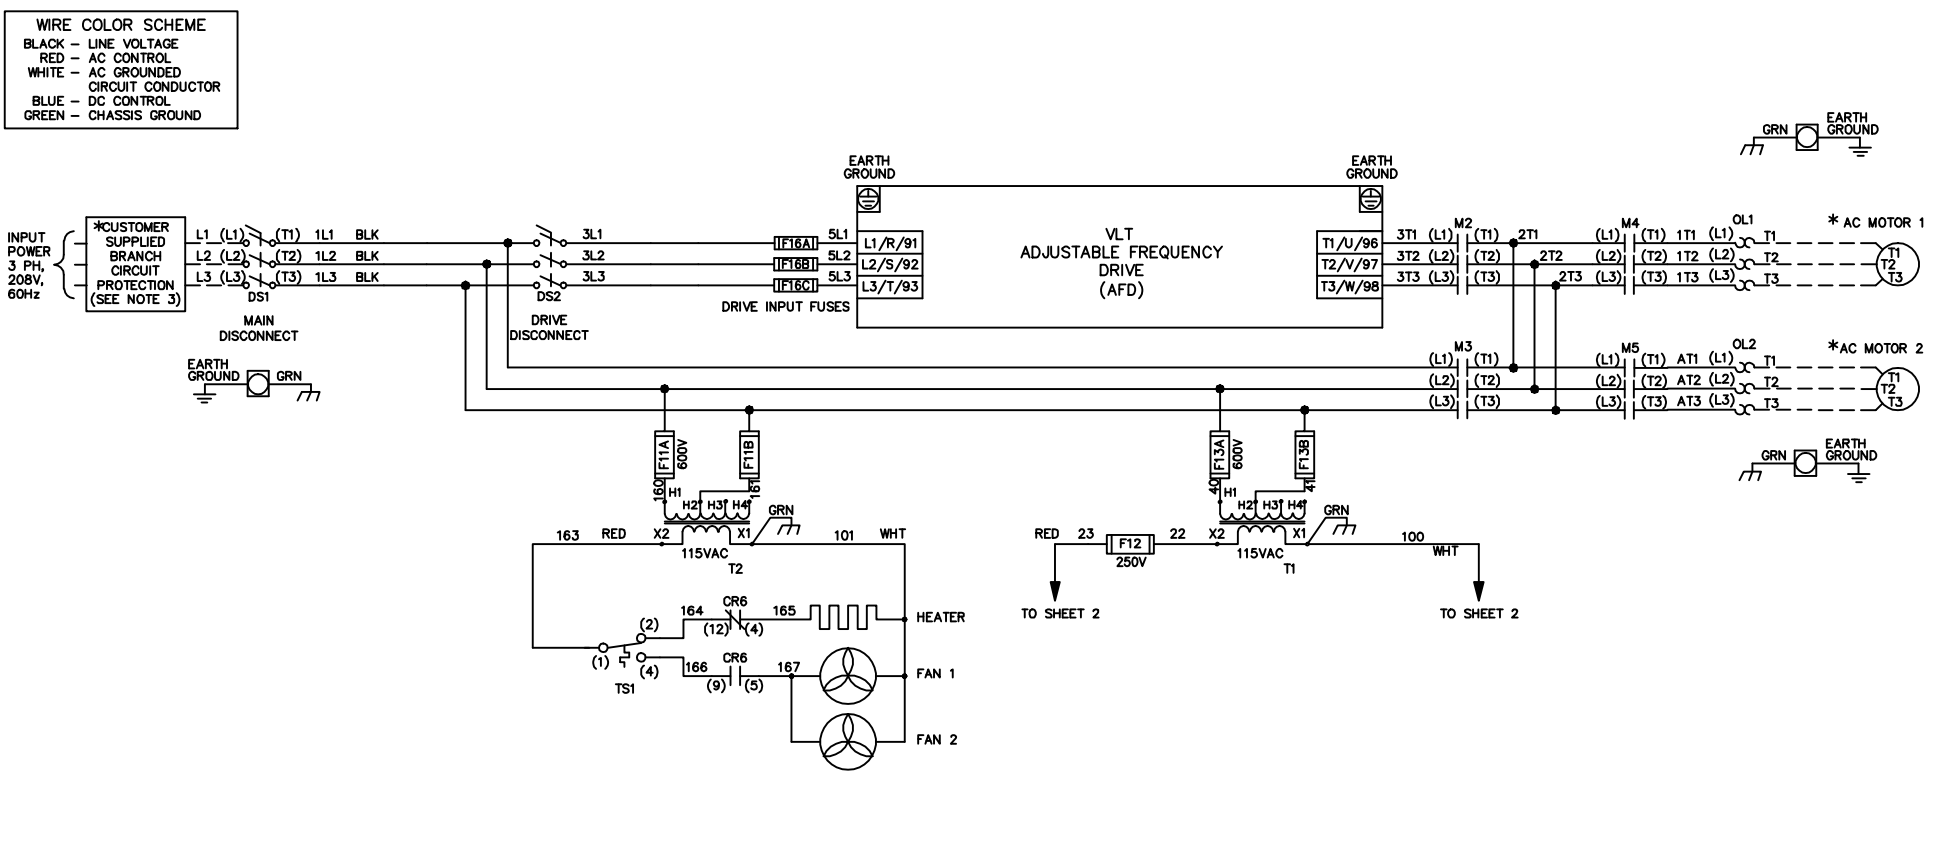 WIRE COLOR SCHEME
BLACK – LINE VOLTAGE
RED – AC CONTROL
WHITE – AC GROUNDED
CIRCUIT CONDUCTOR
BLUE – DC CONTROL
GREEN – CHASSIS GROUND
GRN
EARTH
GROUND
EARTH
GROUND
EARTH
GROUND
INPUT
POWER
3 PH,
208V,
60Hz
*CUSTOMER
SUPPLIED
BRANCH
CIRCUIT
PROTECTION
(SEE NOTE 3)
L1 (L1) (T1) 1L1 BLK
L2 (L2) (T2) 1L2 BLK
L3 (L3) (T3) 1L3 BLK
DS1
MAIN
DISCONNECT
3L1
3L2
3L3
DS2
DRIVE
DISCONNECT
F16A 5L1 L1/R/91
F16B 5L2 L2/S/92
F16C 5L3 L3/T/93
DRIVE INPUT FUSES
VLT
ADJUSTABLE FREQUENCY
DRIVE
(AFD)
T1/U/96
T2/V/97
T3/W/98
M2 M4 OL1 * AC MOTOR 1
3T1 (L1) (T1) 2T1 (L1) (T1) 1T1 (L1) T1
3T2 (L2) (T2) 2T2 (L2) (T2) 1T2 (L2) T2
3T3 (L3) (T3) 2T3 (L3) (T3) 1T3 (L3) T3
T1
T2
T3
EARTH
GROUND GRN
M3 M5 OL2 *AC MOTOR 2
(L1) (T1) (L1) (T1) AT1 (L1) T1
(L2) (T2) (L2) (T2) AT2 (L2) T2
(L3) (T3) (L3) (T3) AT3 (L3) T3
T1
T2
T3
GRN
EARTH
GROUND
F11A
600V
F11B
160
161
H1
H2 H3 H4
GRN
163 RED X2 X1 101 WHT
115VAC
T2
F13A
600V
F13B
40
41
H1
H2 H3 H4
GRN
RED 23 F12 22 X2 X1 100
WHT
250V
115VAC
T1
TO SHEET 2
TO SHEET 2
CR6
164 165
(12) (4)
HEATER
(2)
(1)
(4)
TS1
CR6
166 167
(9) (5)
FAN 1
FAN 2